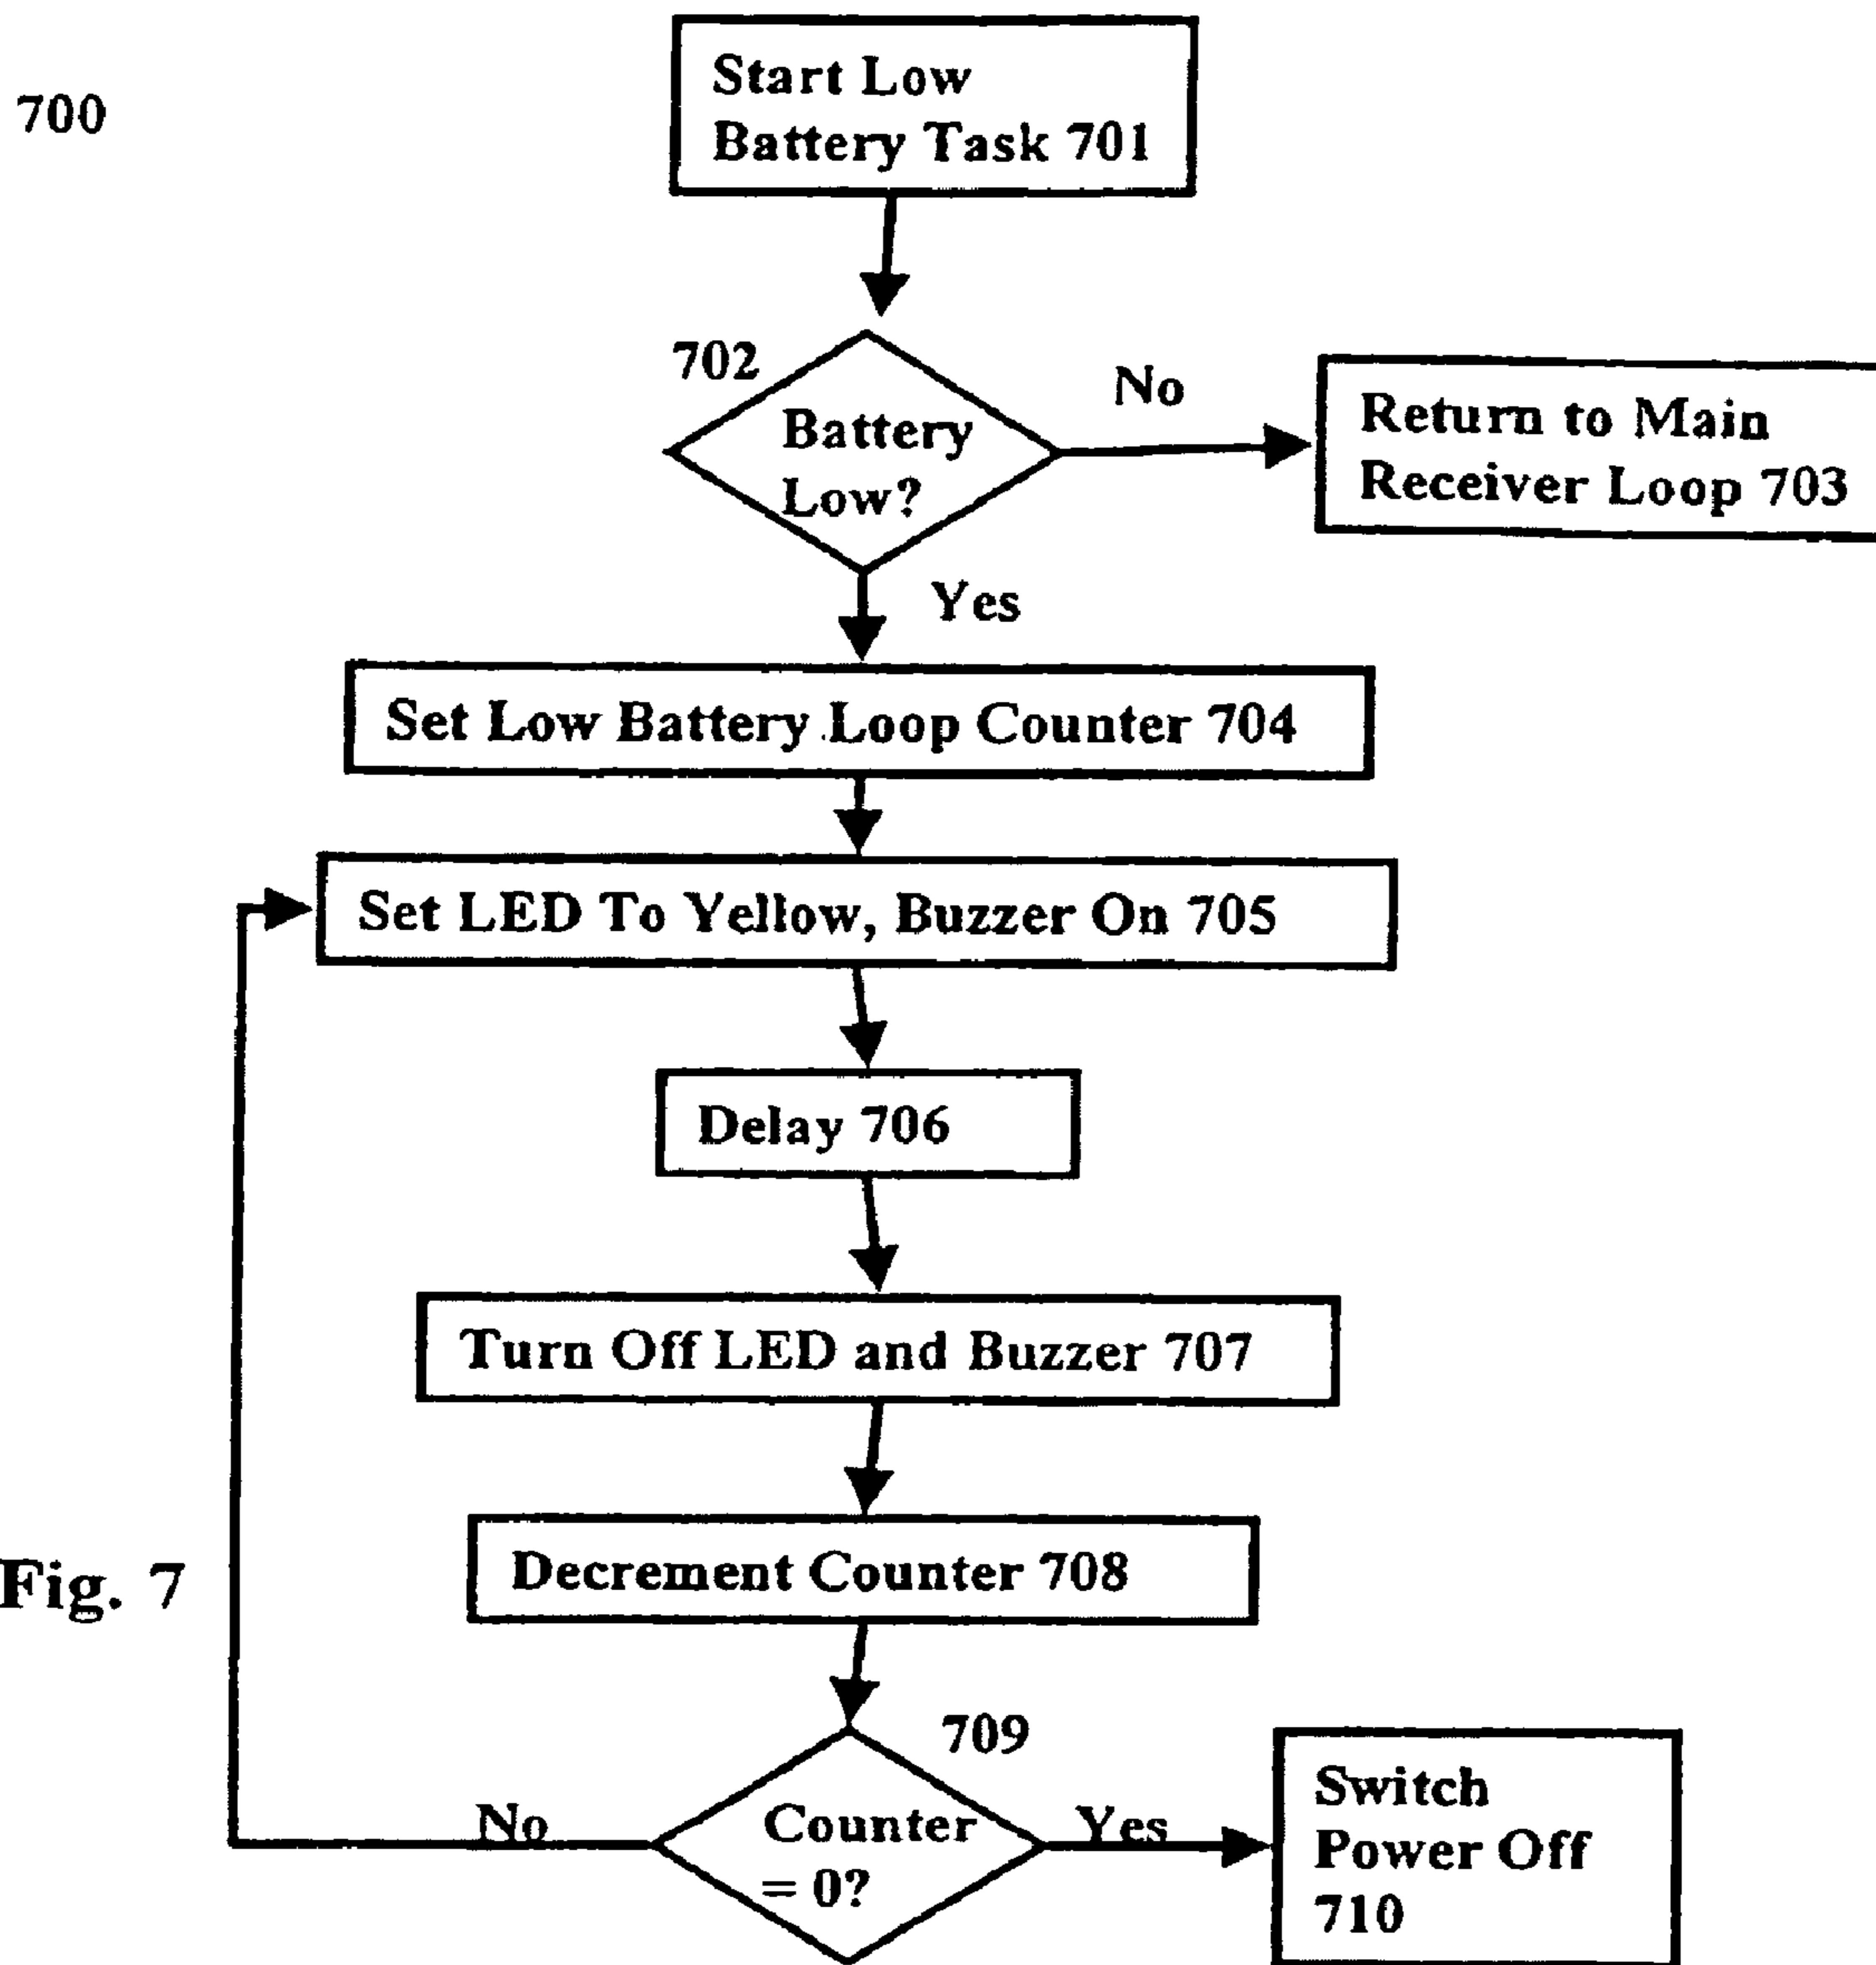 700
Start Low
Battery Task 701
702
Battery
Low?
No
Return to Main
Receiver Loop 703
Yes
Set Low Battery Loop Counter 704
Set LED To Yellow, Buzzer On 705
Delay 706
Turn Off LED and Buzzer 707
Decrement Counter 708
Fig. 7
709
No
Counter
= 0?
Yes
Switch
Power Off
710